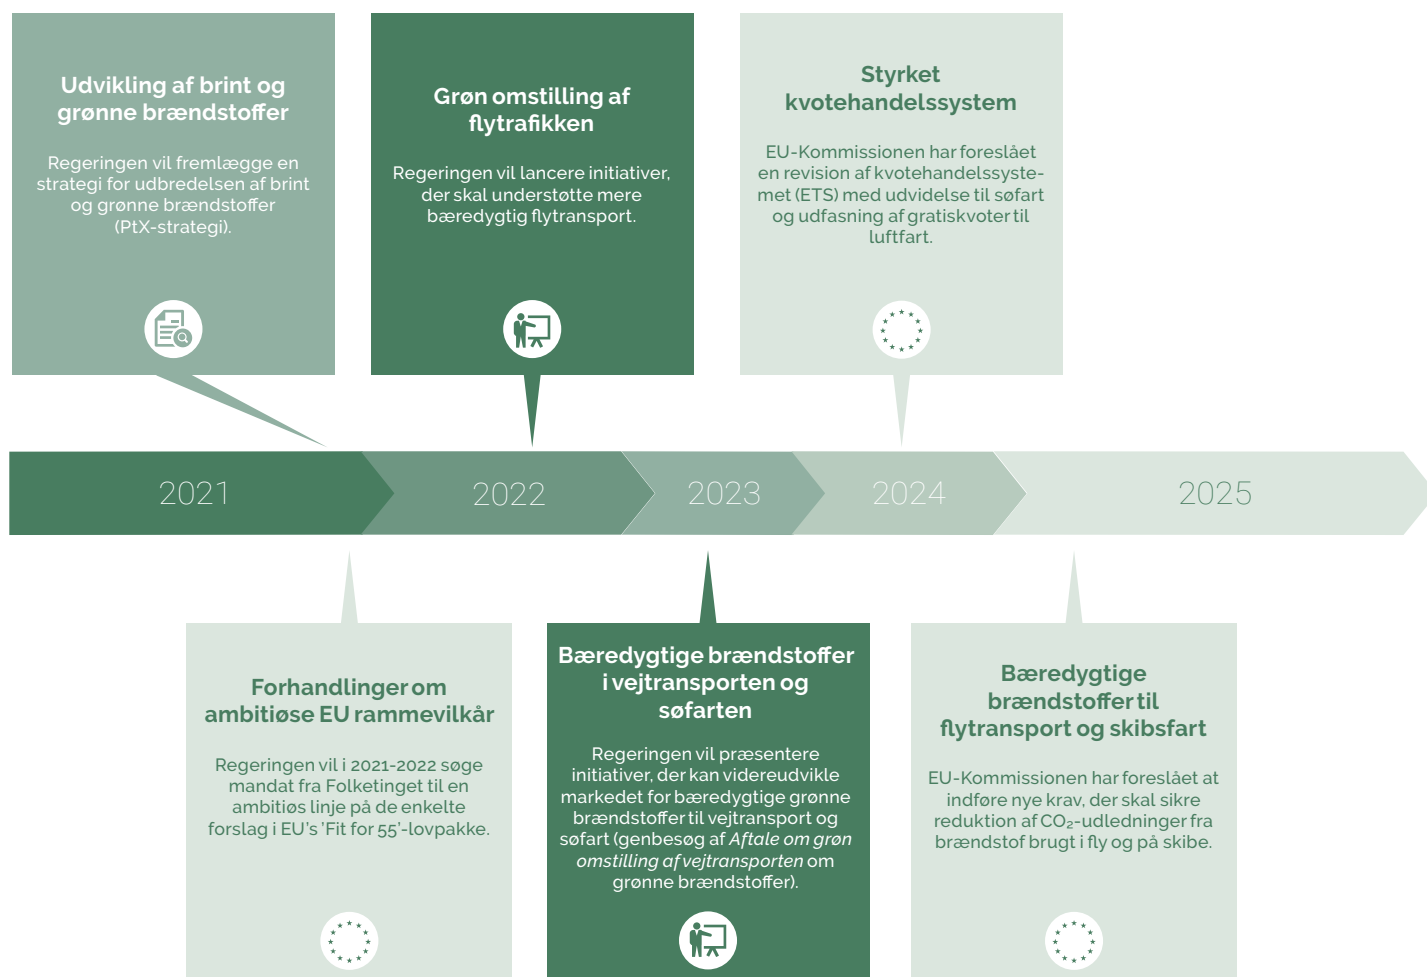 Udvikling af brint og
grønne brændstoffer
Regeringen vil fremlægge en
strategi for udbredelsen af brint
og grønne brændstoffer
(PtX-strategi).
Grøn omstilling af
flytrafikken
Regeringen vil lancere initiativer,
der skal understøtte mere
bæredygtig flytransport.
Styrket
kvotehandelssystem
EU-Kommissionen har foreslået
en revision af kvotehandelssyste-
met (ETS) med udvidelse til søfart
og udfasning af gratiskvoter til
luftfart.
2021
2022
2023
2024
2025
Forhandlinger om
ambitiøse EU rammevilkår
Regeringen vil i 2021-2022 søge
mandat fra Folketinget til en
ambitiøs linje på de enkelte
forslag i EU's 'Fit for 55'-lovpakke.
Bæredygtige brændstoffer
i vejtransporten og
søfarten
Regeringen vil præsentere
initiativer, der kan videreudvikle
markedet for bæredygtige grønne
brændstoffer til vejtransport og
søfart (genbesøg af Aftale om grøn
omstilling af vejtransporten om
grønne brændstoffer).
Bæredygtige
brændstoffer til
flytransport og skibsfart
EU-Kommissionen har foreslået at
indføre nye krav, der skal sikre
reduktion af CO₂-udledninger fra
brændstof brugt i fly og på skibe.